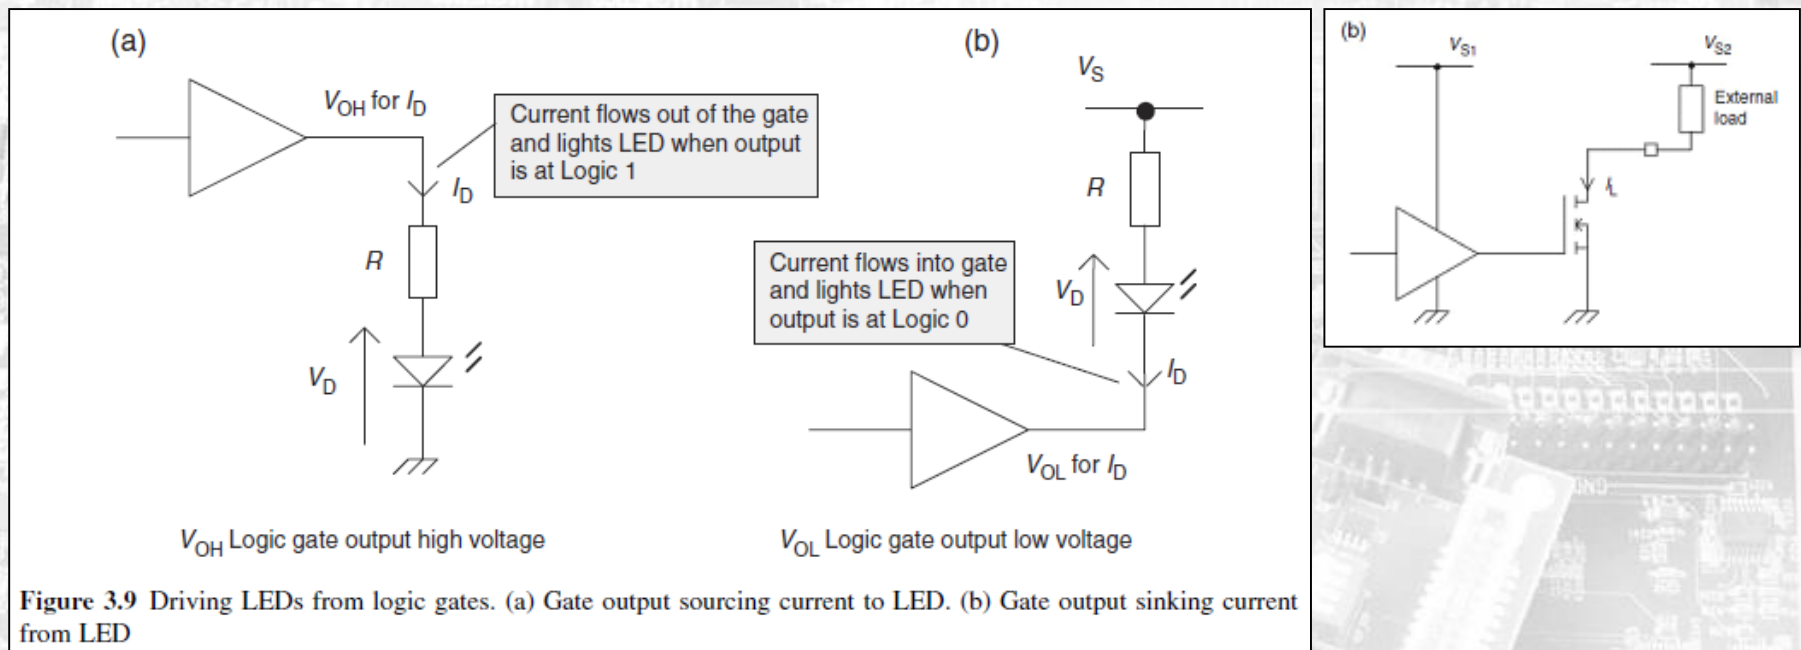 (a)
V_OH for I_D
Current flows out of the gate
and lights LED when output
is at Logic 1
I_D
R
V_D
V_OH Logic gate output high voltage
(b)
V_S
R
Current flows into gate
and lights LED when
output is at Logic 0
V_D
I_D
V_OL for I_D
V_OL Logic gate output low voltage
Figure 3.9 Driving LEDs from logic gates. (a) Gate output sourcing current to LED. (b) Gate output sinking current
from LED
(b)
V_S1
V_S2
External
load
I_L
GND